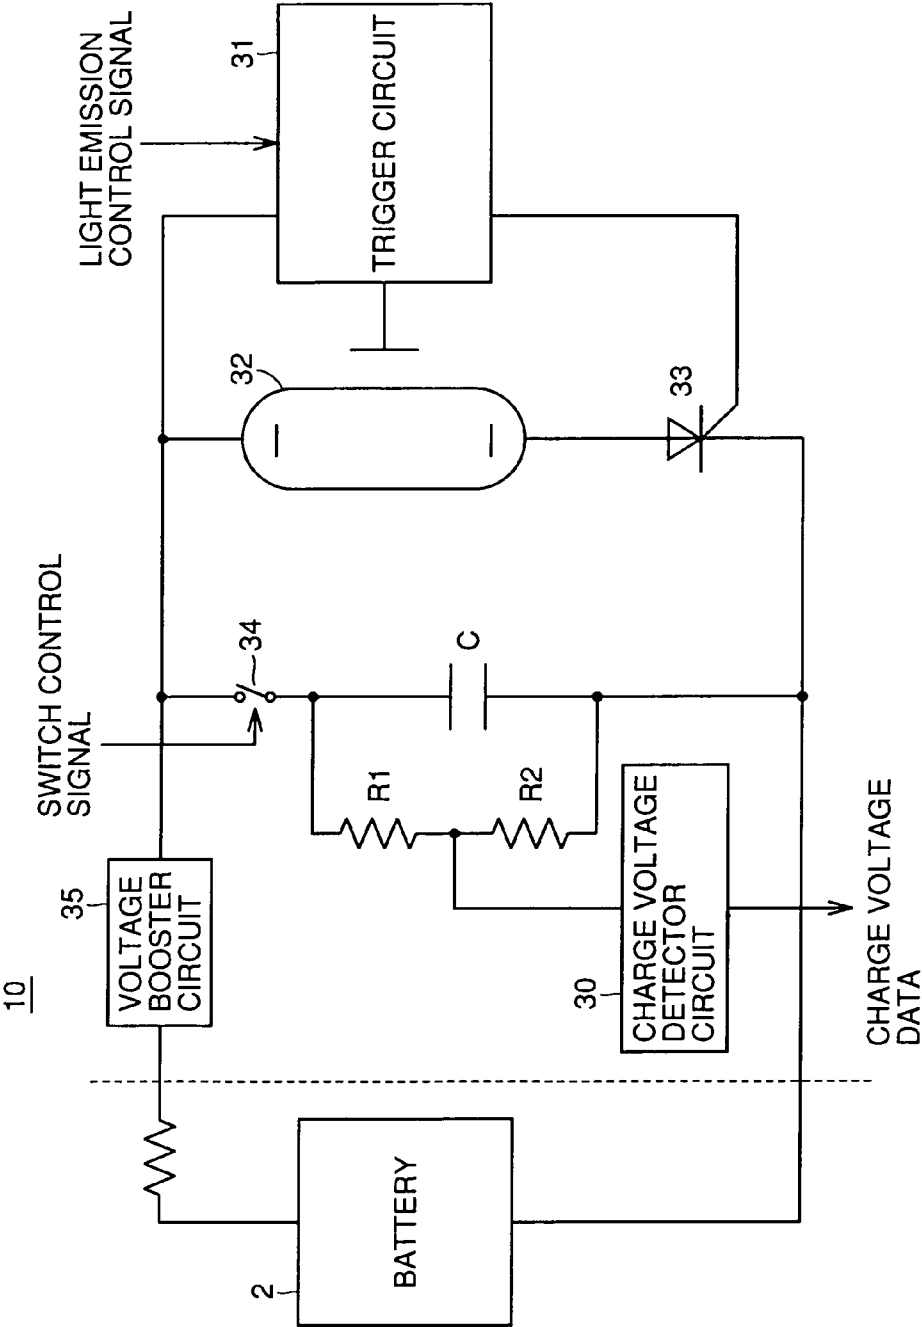 10
2
BATTERY
35
VOLTAGE
BOOSTER
CIRCUIT
SWITCH CONTROL
SIGNAL
34
R1
R2
C
30
CHARGE VOLTAGE
DETECTOR
CIRCUIT
CHARGE VOLTAGE
DATA
32
33
LIGHT EMISSION
CONTROL SIGNAL
31
TRIGGER CIRCUIT